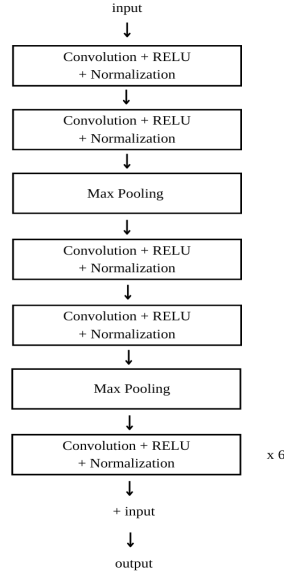 input
Convolution + RELU
+ Normalization
Convolution + RELU
+ Normalization
Max Pooling
Convolution + RELU
+ Normalization
Convolution + RELU
+ Normalization
Max Pooling
Convolution + RELU
+ Normalization
x 6
+ input
output